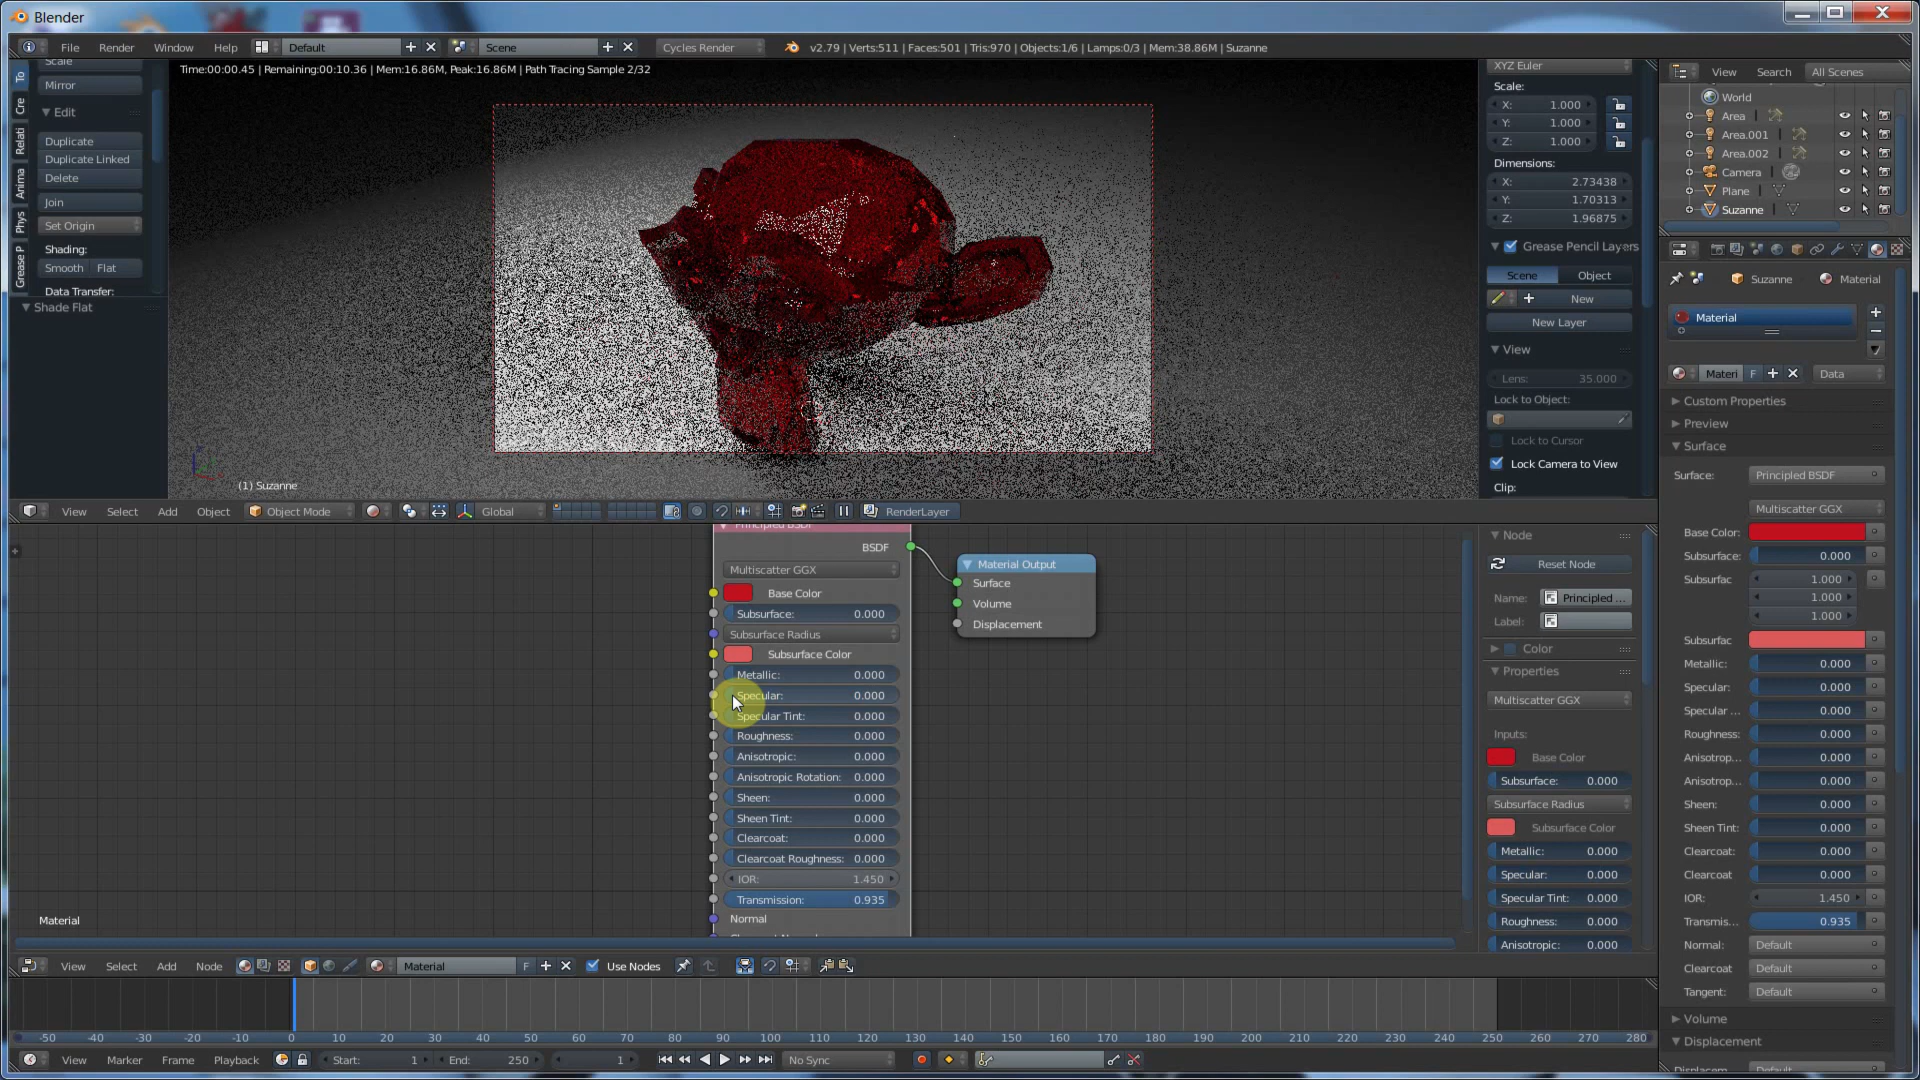 Blender
File Render Window Help Default Scene Cycles Render v2.79 | Verts:511 | Faces:501 | Tris:970 | Objects:1/6 | Lamps:0/3 | Mem:38.86M | Suzanne
Time:00:00.45 | Remaining:00:10.36 | Mem:16.86M, Peak:16.86M | Path Tracing Sample 2/32
To
Cre
Relati
Anima
Phys
Grease P
Scale
Mirror
Edit
Duplicate
Duplicate Linked
Delete
Join
Set Origin
Shading:
Smooth Flat
Data Transfer:
Shade Flat
(1) Suzanne
XYZ Euler
Scale:
X: 1.000
Y: 1.000
Z: 1.000
Dimensions:
X: 2.73438
Y: 1.70313
Z: 1.96875
Grease Pencil Layers
Scene Object
New
New Layer
View
Lens: 35.000
Lock to Object:
Lock to Cursor
Lock Camera to View
Clip:
View Search All Scenes
World
Area
Area.001
Area.002
Camera
Plane
Suzanne
Suzanne Material
Material
Materi F Data
Custom Properties
Preview
Surface
Surface: Principled BSDF
Multiscatter GGX
Base Color:
Subsurface: 0.000
Subsurfac 1.000
1.000
1.000
Subsurfac
Metallic: 0.000
Specular: 0.000
Specular ... 0.000
Roughness: 0.000
Anisotrop... 0.000
Anisotrop... 0.000
Sheen: 0.000
Sheen Tint: 0.000
Clearcoat: 0.000
Clearcoat 0.000
IOR: 1.450
Transmis... 0.935
Normal: Default
Clearcoat Default
Tangent: Default
Volume
Displacement
View Select Add Object Object Mode Global RenderLayer
Principled BSDF
BSDF
Multiscatter GGX
Base Color
Subsurface: 0.000
Subsurface Radius
Subsurface Color
Metallic: 0.000
Specular: 0.000
Specular Tint: 0.000
Roughness: 0.000
Anisotropic: 0.000
Anisotropic Rotation: 0.000
Sheen: 0.000
Sheen Tint: 0.000
Clearcoat: 0.000
Clearcoat Roughness: 0.000
IOR: 1.450
Transmission: 0.935
Normal
Material Output
Surface
Volume
Displacement
Material
Node
Reset Node
Name: Principled ...
Label:
Color
Properties
Multiscatter GGX
Inputs:
Base Color
Subsurface: 0.000
Subsurface Radius
Subsurface Color
Metallic: 0.000
Specular: 0.000
Specular Tint: 0.000
Roughness: 0.000
Anisotropic: 0.000
View Select Add Node Material F Use Nodes
-50 -40 -30 -20 -10 0 10 20 30 40 50 60 70 80 90 100 110 120 130 140 150 160 170 180 190 200 210 220 230 240 250 260 270 280
View Marker Frame Playback Start: 1 End: 250 1 No Sync